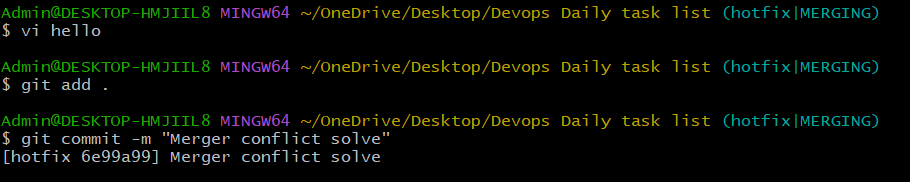 Admin@DESKTOP-HMJIIL8 MINGW64 ~/OneDrive/Desktop/Devops Daily task list (hotfix|MERGING)
$ vi hello
Admin@DESKTOP-HMJIIL8 MINGW64 ~/OneDrive/Desktop/Devops Daily task list (hotfix|MERGING)
$ git add .
Admin@DESKTOP-HMJIIL8 MINGW64 ~/OneDrive/Desktop/Devops Daily task list (hotfix|MERGING)
$ git commit -m "Merger conflict solve"
[hotfix 6e99a99] Merger conflict solve